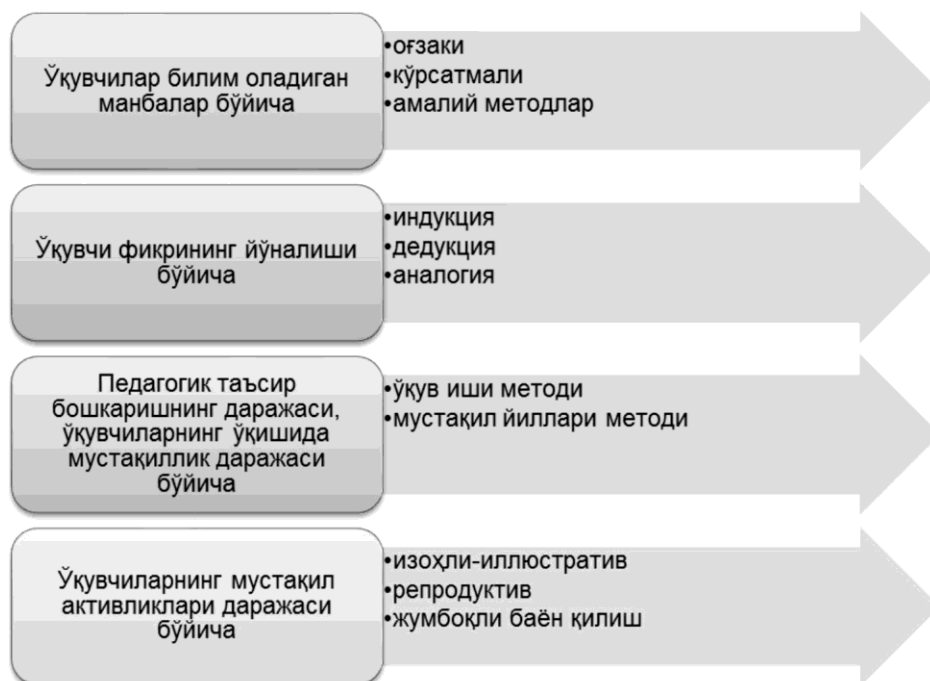 Ўқувчилар билим оладиган
манбалар бўйича
•оғзаки
•кўрсатмали
•амалий методлар
Ўқувчи фикрининг йўналиши
бўйича
•индукция
•дедукция
•аналогия
Педагогик таъсир
бошкаришнинг даражаси,
ўқувчиларнинг ўқишида
мустақиллик даражаси
бўйича
•ўқув иши методи
•мустақил йиллари методи
Ўқувчиларнинг мустақил
активликлари даражаси
бўйича
•изоҳли-иллюстратив
•репродуктив
•жумбоқли баён қилиш